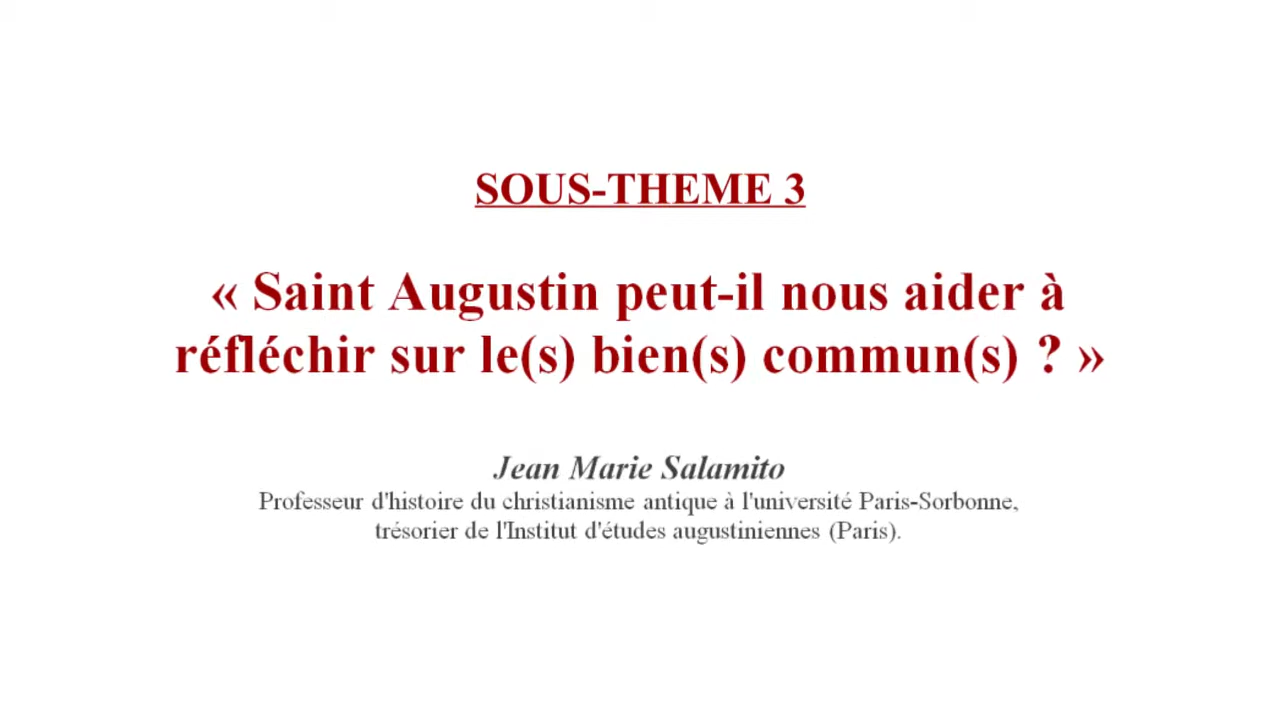 SOUS-THEME 3
« Saint Augustin peut-il nous aider à
réfléchir sur le(s) bien(s) commun(s) ? »
Jean Marie Salamito
Professeur d'histoire du christianisme antique à l'université Paris-Sorbonne,
trésorier de l'Institut d'études augustiniennes (Paris).